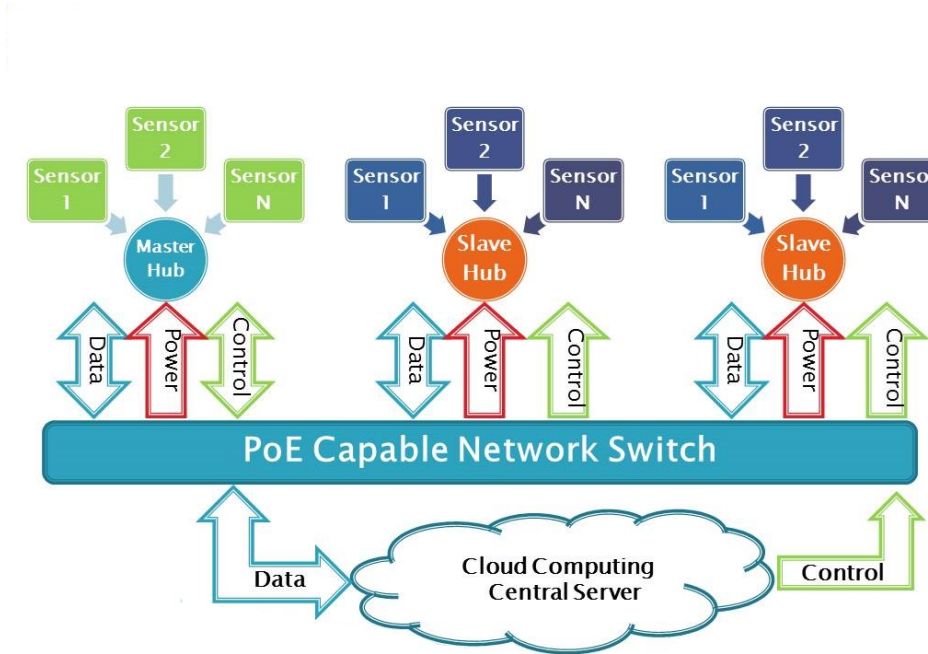 Sensor
2
Sensor
1
Sensor
N
Master
Hub
Sensor
2
Sensor
1
Sensor
N
Slave
Hub
Sensor
2
Sensor
1
Sensor
N
Slave
Hub
Data
Power
Control
Data
Power
Control
Data
Power
Control
PoE Capable Network Switch
Data
Cloud Computing
Central Server
Control